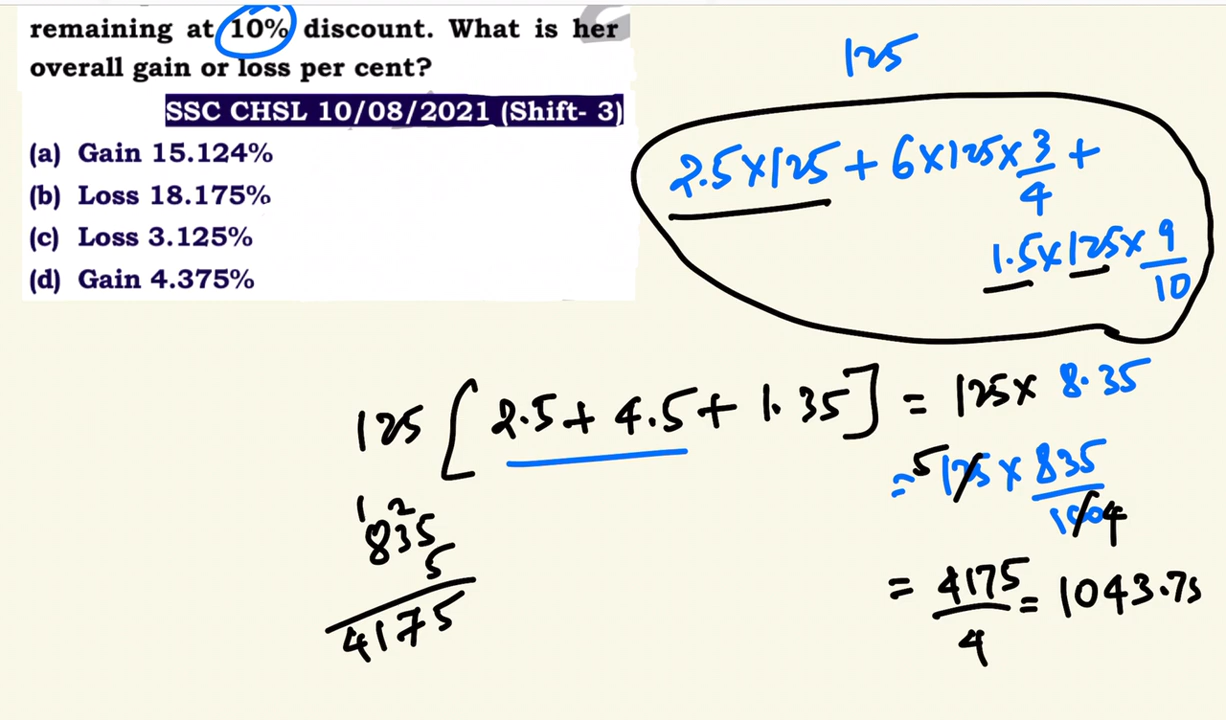 remaining at 10% discount. What is her
overall gain or loss per cent?
SSC CHSL 10/08/2021 (Shift- 3)
(a) Gain 15.124%
(b) Loss 18.175%
(c) Loss 3.125%
(d) Gain 4.375%
125
2.5×125 + 6×125×3/4 +
1.5×125×9/10
125 [2.5 + 4.5 + 1.35] = 125× 8.35
= 5 125 × 835/100 4
1 2
835
5
4175
= 4175/4 = 1043.75